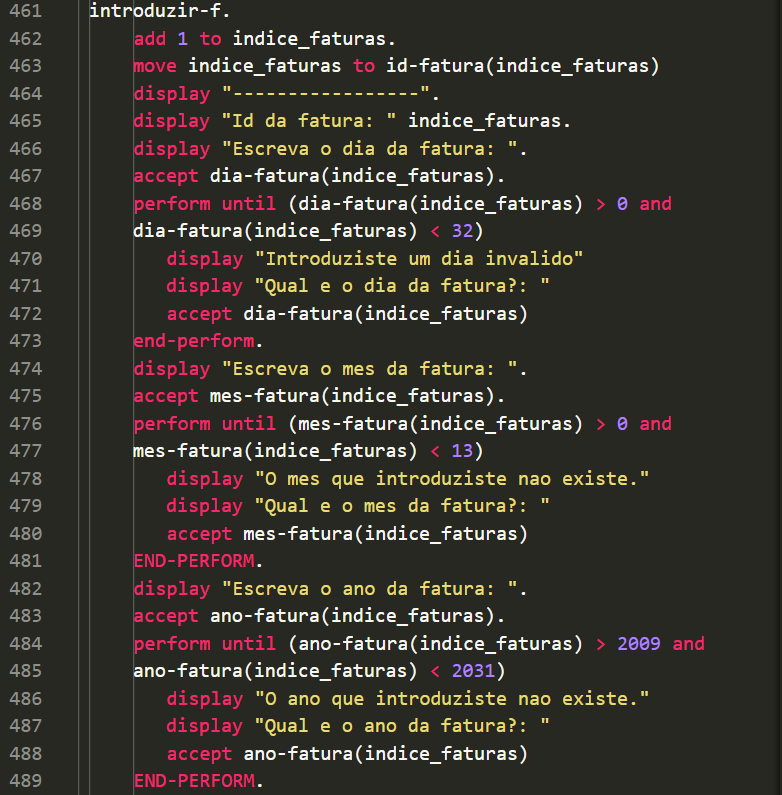 461 introduzir-f.
462 add 1 to indice_faturas.
463 move indice_faturas to id-fatura(indice_faturas)
464 display "-----------------".
465 display "Id da fatura: " indice_faturas.
466 display "Escreva o dia da fatura: ".
467 accept dia-fatura(indice_faturas).
468 perform until (dia-fatura(indice_faturas) > 0 and
469 dia-fatura(indice_faturas) < 32)
470 display "Introduziste um dia invalido"
471 display "Qual e o dia da fatura?: "
472 accept dia-fatura(indice_faturas)
473 end-perform.
474 display "Escreva o mes da fatura: ".
475 accept mes-fatura(indice_faturas).
476 perform until (mes-fatura(indice_faturas) > 0 and
477 mes-fatura(indice_faturas) < 13)
478 display "O mes que introduziste nao existe."
479 display "Qual e o mes da fatura?: "
480 accept mes-fatura(indice_faturas)
481 END-PERFORM.
482 display "Escreva o ano da fatura: ".
483 accept ano-fatura(indice_faturas).
484 perform until (ano-fatura(indice_faturas) > 2009 and
485 ano-fatura(indice_faturas) < 2031)
486 display "O ano que introduziste nao existe."
487 display "Qual e o ano da fatura?: "
488 accept ano-fatura(indice_faturas)
489 END-PERFORM.